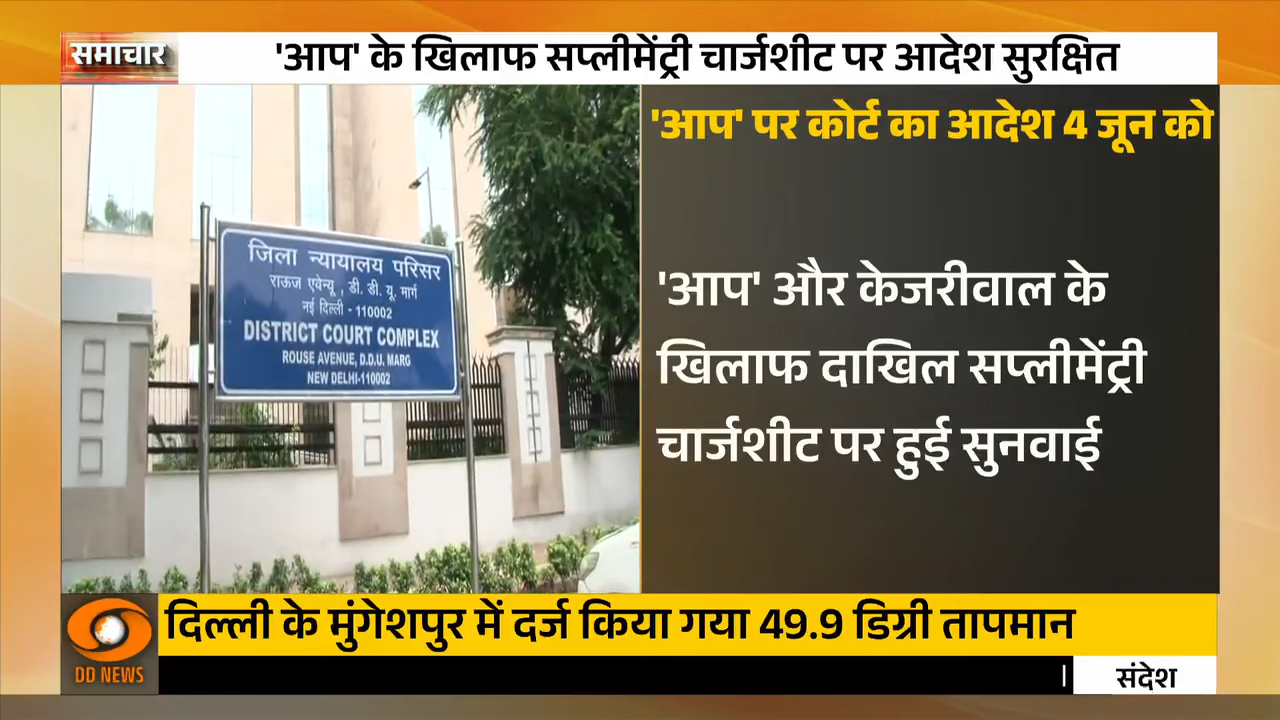 समाचार
'आप' के खिलाफ सप्लीमेंट्री चार्जशीट पर आदेश सुरक्षित
जिला न्यायालय परिसर
राऊज एवेन्यू , डी. डी. यू. मार्ग
नई दिल्ली - 110002
DISTRICT COURT COMPLEX
ROUSE AVENUE, D.D.U. MARG
NEW DELHI-110002
'आप' पर कोर्ट का आदेश 4 जून को
'आप' और केजरीवाल के
खिलाफ दाखिल सप्लीमेंट्री
चार्जशीट पर हुई सुनवाई
दिल्ली के मुंगेशपुर में दर्ज किया गया 49.9 डिग्री तापमान
DD NEWS
संदेश